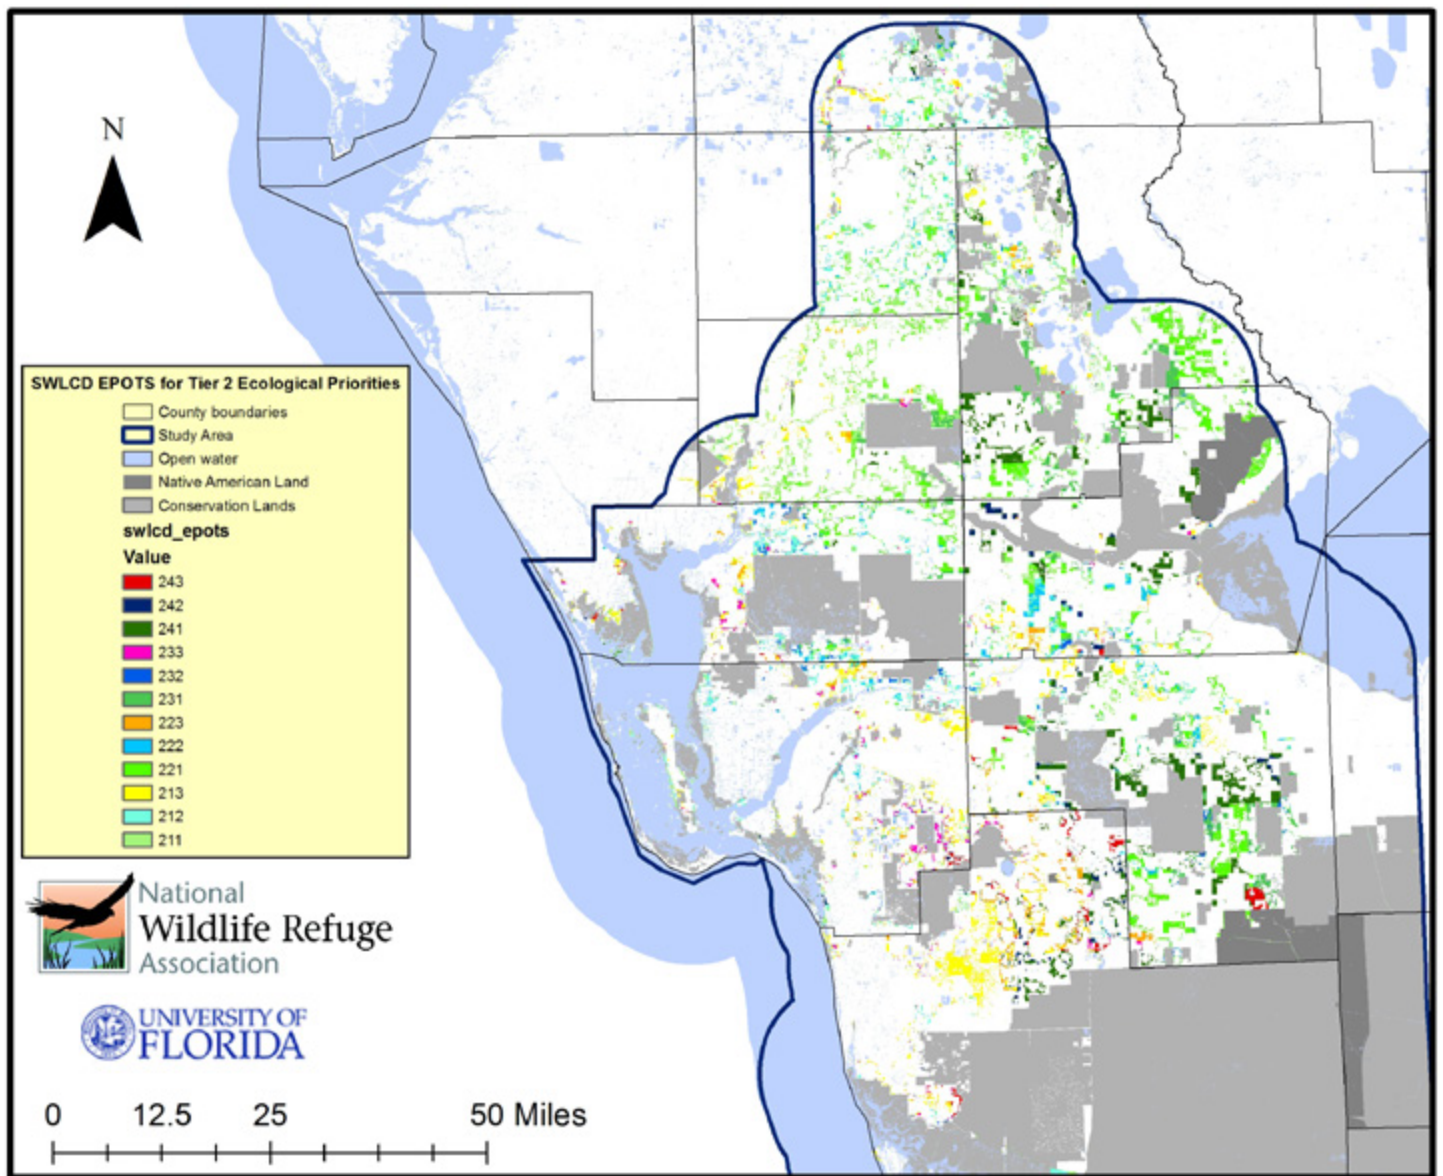 N
SWLCD EPOTS for Tier 2 Ecological Priorities
County boundaries
Study Area
Open water
Native American Land
Conservation Lands
swlcd_epots
Value
243
242
241
233
232
231
223
222
221
213
212
211
National
Wildlife Refuge
Association
UNIVERSITY OF
FLORIDA
0 12.5 25 50 Miles